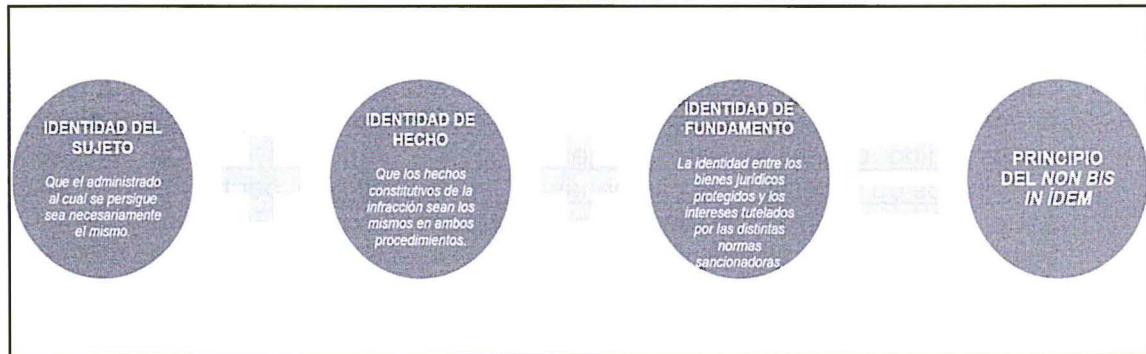 IDENTIDAD DEL
SUJETO
Que el administrado
al cual se persigue
sea necesariamente
el mismo.
IDENTIDAD DE
HECHO
Que los hechos
constitutivos de la
infracción sean los
mismos en ambos
procedimientos.
IDENTIDAD DE
FUNDAMENTO
La identidad entre los
bienes jurídicos
protegidos y los
intereses tutelados
por las distintas
normas
sancionadoras
PRINCIPIO
DEL NON BIS
IN ÍDEM